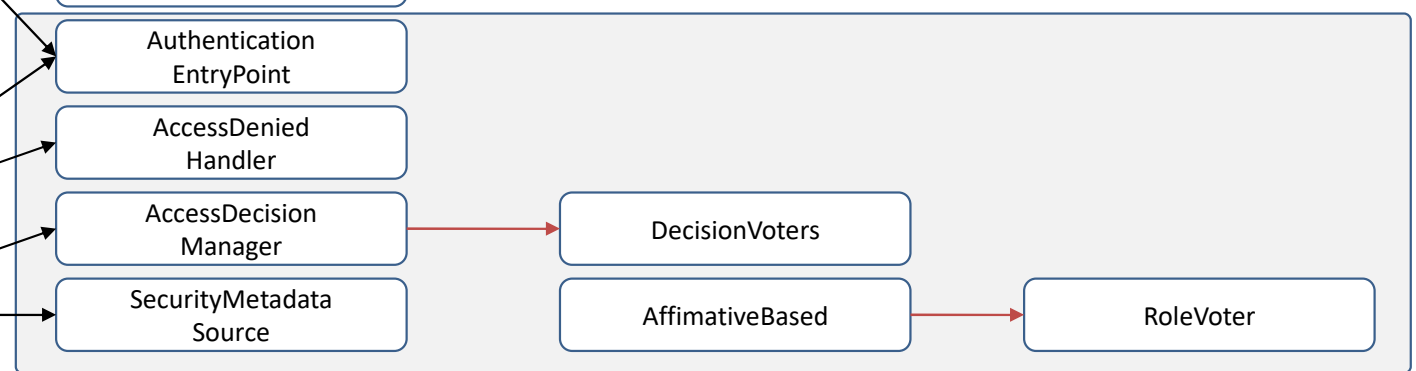 Authentication
EntryPoint
AccessDenied
Handler
AccessDecision
Manager
DecisionVoters
SecurityMetadata
Source
AffimativeBased
RoleVoter